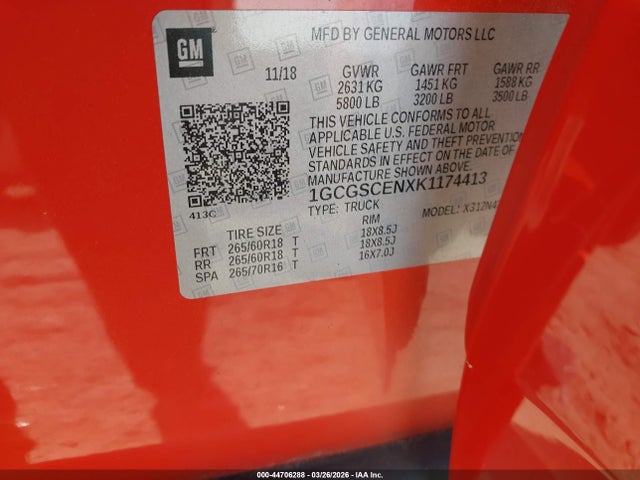 GM
MFD BY GENERAL MOTORS LLC
11/18 GVWR GAWR FRT GAWR RR
2631 KG 1451 KG 1588 KG
5800 LB 3200 LB 3500 LB
THIS VEHICLE CONFORMS TO ALL
APPLICABLE U.S. FEDERAL MOTOR
VEHICLE SAFETY AND THEFT PREVENTION
STANDARDS IN EFFECT ON THE DATE OF
MANUFACTURE SHOWN ABOVE.
1GCGSCENXK1174413
413C
TYPE: TRUCK MODEL:
TIRE SIZE RIM
FRT 265/60R18 T 18X8.5J
RR 265/60R18 T 18X8.5J
SPA 265/70R16 T 16X7.0J
000-44706288 - 03/26/2026 - IAA Inc.